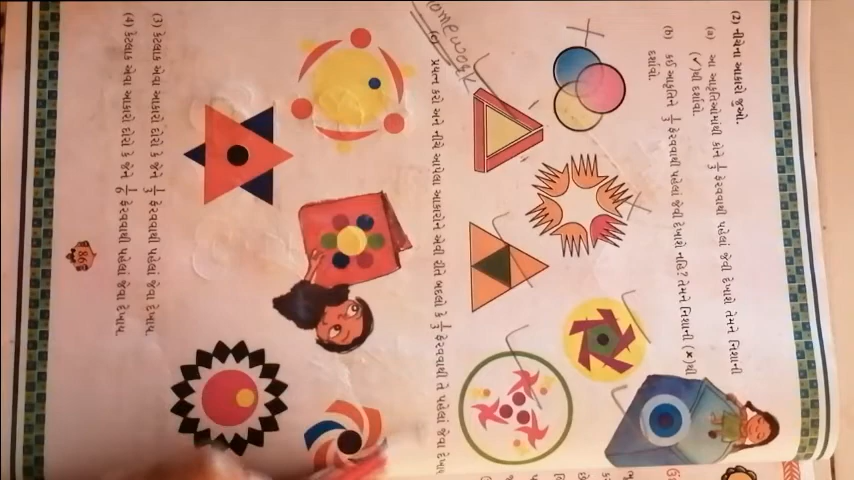 (2) નીચેના આકારો જુઓ.
(a) આ આકૃતિઓમાંથી કોને 1/3 ફેરવવાથી પહેલાં જેવી દેખાશે તેમને નિશાની
(✓)થી દર્શાવો.
(b) કઈ આકૃતિને 1/3 ફેરવવાથી પહેલાં જેવી દેખાશે નહિ? તેમને નિશાની (×)થી
દર્શાવો.
Homework
(c) પ્રયત્ન કરો અને નીચે આપેલા આકારોને એવી રીતે બદલો કે 1/3 ફેરવવાથી તે પહેલાં જેવા દેખાય
(3) કેટલાક એવા આકારો દોરો કે જેને 1/3 ફેરવવાથી પહેલાં જેવા દેખાય.
(4) કેટલાક એવા આકારો દોરો કે જેને 1/6 ફેરવવાથી પહેલાં જેવા દેખાય.